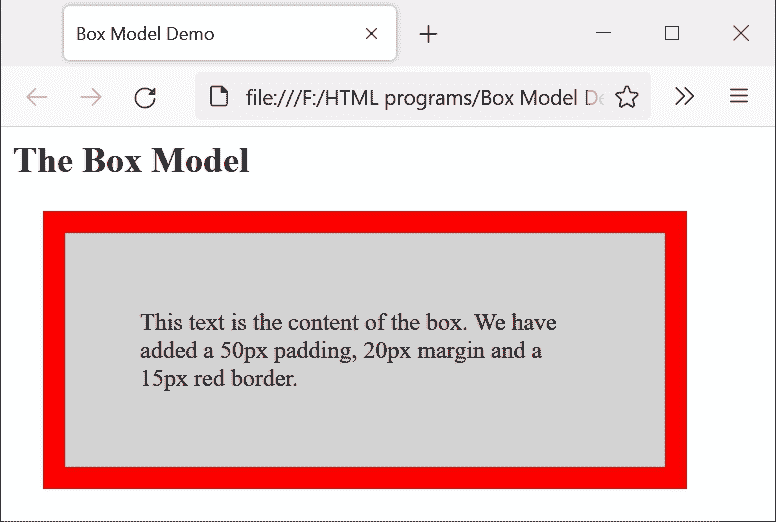 Box Model Demo
file:///F:/HTML programs/Box Model De
The Box Model
This text is the content of the box. We have
added a 50px padding, 20px margin and a
15px red border.